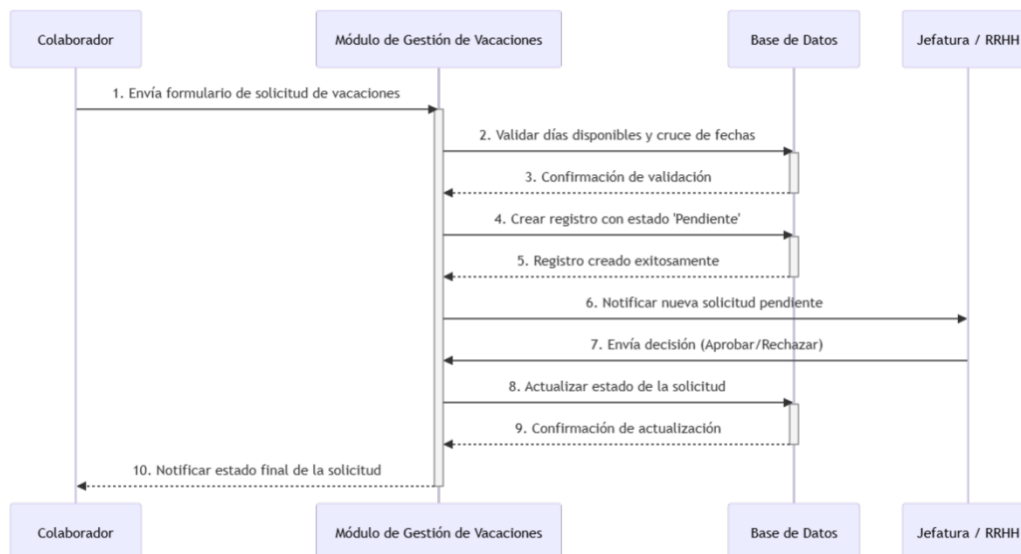 Colaborador
Módulo de Gestión de Vacaciones
Base de Datos
Jefatura / RRHH
1. Envía formulario de solicitud de vacaciones
2. Validar días disponibles y cruce de fechas
3. Confirmación de validación
4. Crear registro con estado 'Pendiente'
5. Registro creado exitosamente
6. Notificar nueva solicitud pendiente
7. Envía decisión (Aprobar/Rechazar)
8. Actualizar estado de la solicitud
9. Confirmación de actualización
10. Notificar estado final de la solicitud
Colaborador
Módulo de Gestión de Vacaciones
Base de Datos
Jefatura / RRHH